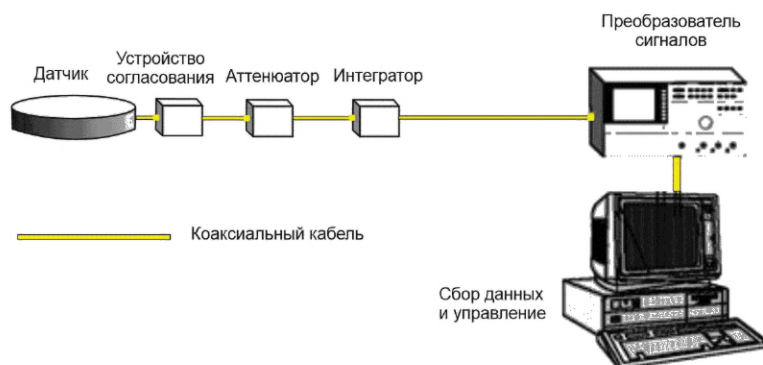 Преобразователь
сигналов
Устройство
согласования
Датчик
Аттенюатор
Интегратор
Коаксиальный кабель
Сбор данных
и управление